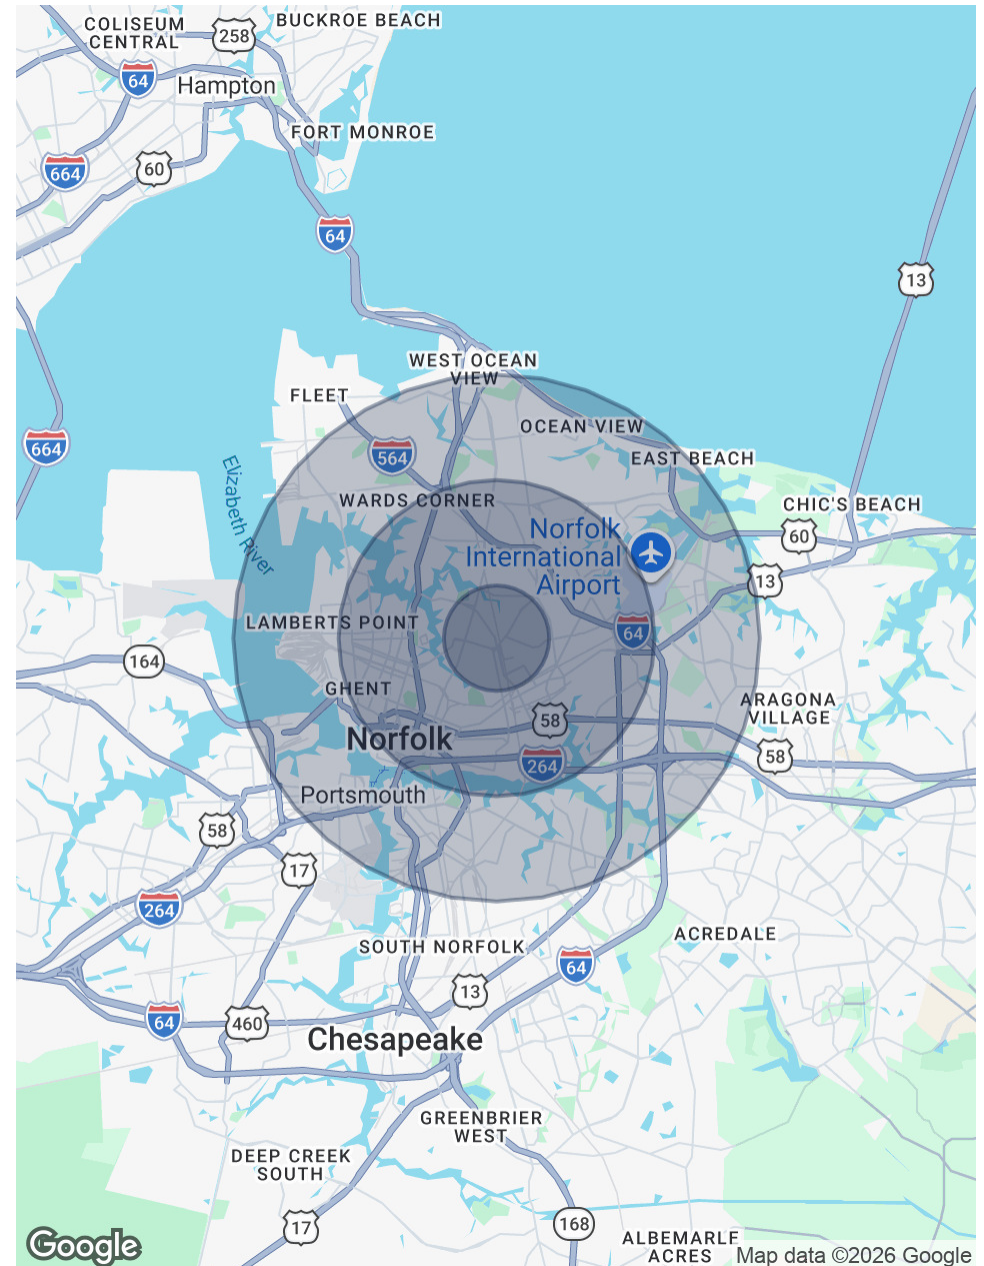 COLISEUM
CENTRAL
258
BUCKROE BEACH
64
Hampton
FORT MONROE
664
60
64
13
WEST OCEAN
VIEW
FLEET
OCEAN VIEW
664
564
EAST BEACH
Elizabeth River
WARDS CORNER
CHIC'S BEACH
Norfolk
International
Airport
60
13
LAMBERTS POINT
64
164
GHENT
ARAGONA
VILLAGE
58
Norfolk
58
264
Portsmouth
58
17
264
ACREDALE
SOUTH NORFOLK
64
13
64
460
Chesapeake
GREENBRIER
WEST
DEEP CREEK
SOUTH
17
168
ALBEMARLE
ACRES
Google
Map data ©2026 Google